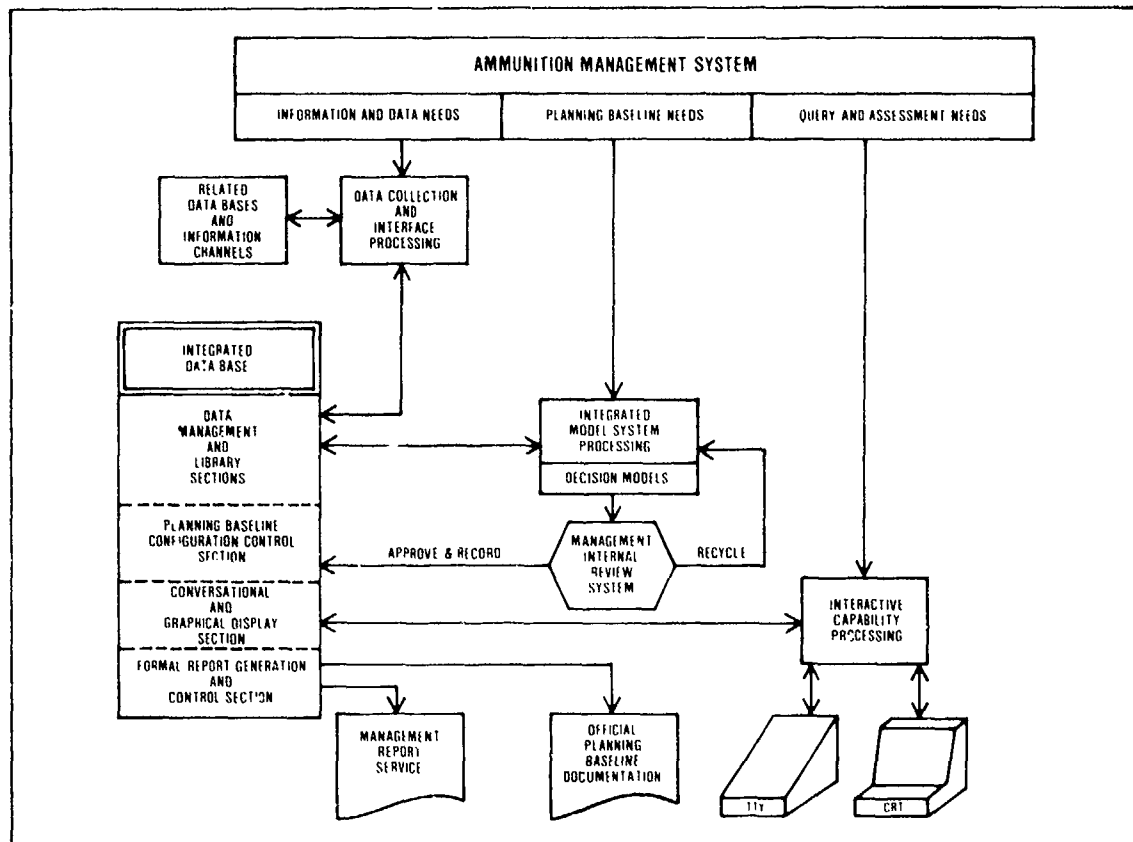 AMMUNITION MANAGEMENT SYSTEM
INFORMATION AND DATA NEEDS
PLANNING BASELINE NEEDS
QUERY AND ASSESSMENT NEEDS
RELATED
DATA BASES
AND
INFORMATION
CHANNELS
DATA COLLECTION
AND
INTERFACE
PROCESSING
INTEGRATED
DATA BASE
DATA
MANAGEMENT
AND
LIBRARY
SECTIONS
INTEGRATED
MODEL SYSTEM
PROCESSING
DECISION MODELS
PLANNING BASELINE
CONFIGURATION CONTROL
SECTION
APPROVE & RECORD
MANAGEMENT
INTERNAL
REVIEW
SYSTEM
RECYCLE
CONVERSATIONAL
AND
GRAPHICAL DISPLAY
SECTION
INTERACTIVE
CAPABILITY
PROCESSING
FORMAL REPORT GENERATION
AND
CONTROL SECTION
MANAGEMENT
REPORT
SERVICE
OFFICIAL
PLANNING
BASELINE
DOCUMENTATION
TTY
CRT